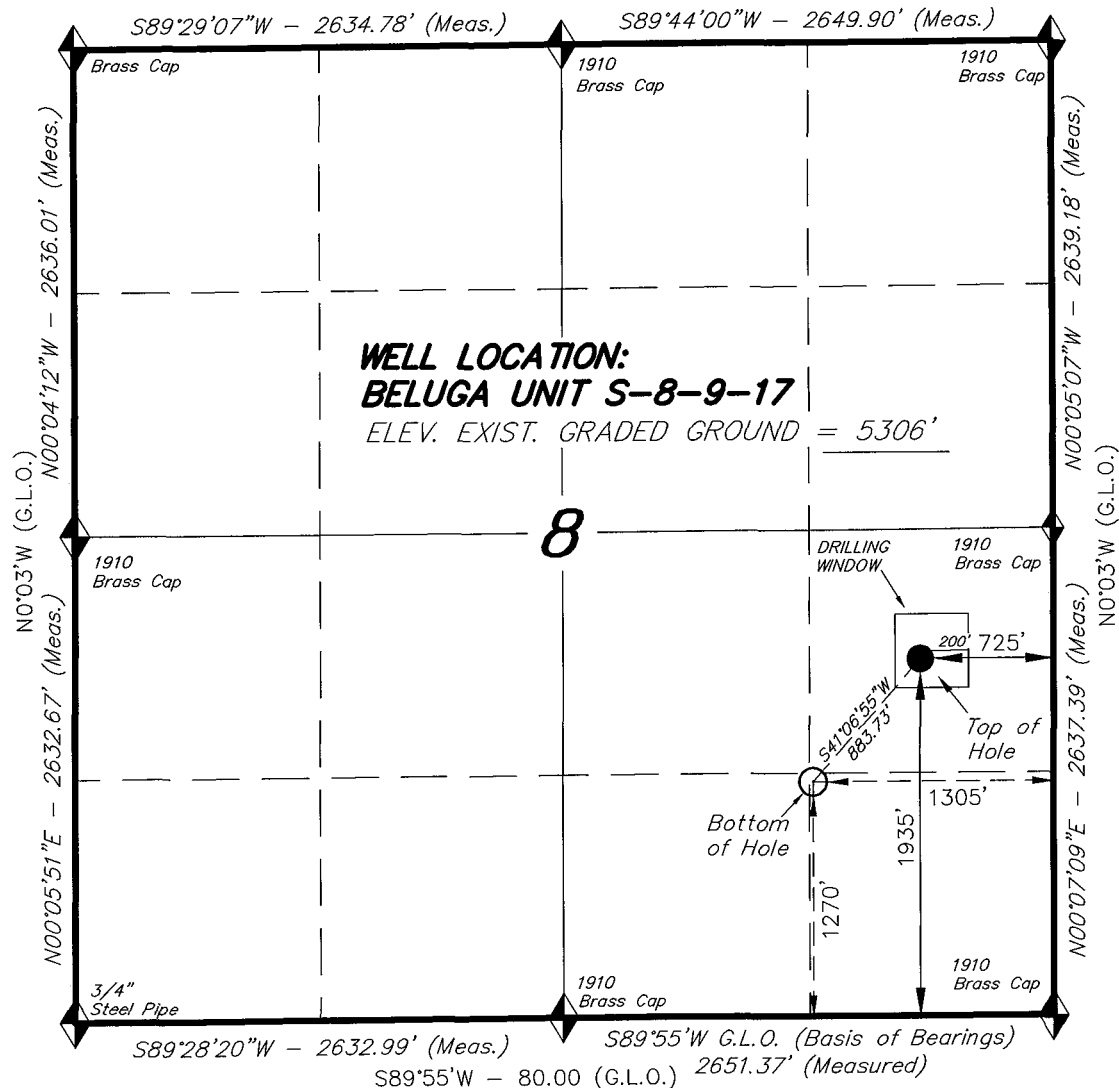 S89°29'07"W - 2634.78' (Meas.)
S89°44'00"W - 2649.90' (Meas.)
Brass Cap
1910
Brass Cap
1910
Brass Cap
N00°04'12"W - 2636.01' (Meas.)
N00°05'07"W - 2639.18' (Meas.)
WELL LOCATION:
BELUGA UNIT S-8-9-17
ELEV. EXIST. GRADED GROUND = 5306'
N0°03'W (G.L.O.)
N0°03'W (G.L.O.)
8
1910
Brass Cap
DRILLING
WINDOW
1910
Brass Cap
200'
725'
S41°06'55"W
883.73'
Top of
Hole
1305'
Bottom
of Hole
1935'
1270'
N00°05'51"E - 2632.67' (Meas.)
N00°07'09"E - 2637.39' (Meas.)
3/4"
Steel Pipe
1910
Brass Cap
1910
Brass Cap
S89°28'20"W - 2632.99' (Meas.)
S89°55'W G.L.O. (Basis of Bearings)
2651.37' (Measured)
S89°55'W - 80.00 (G.L.O.)